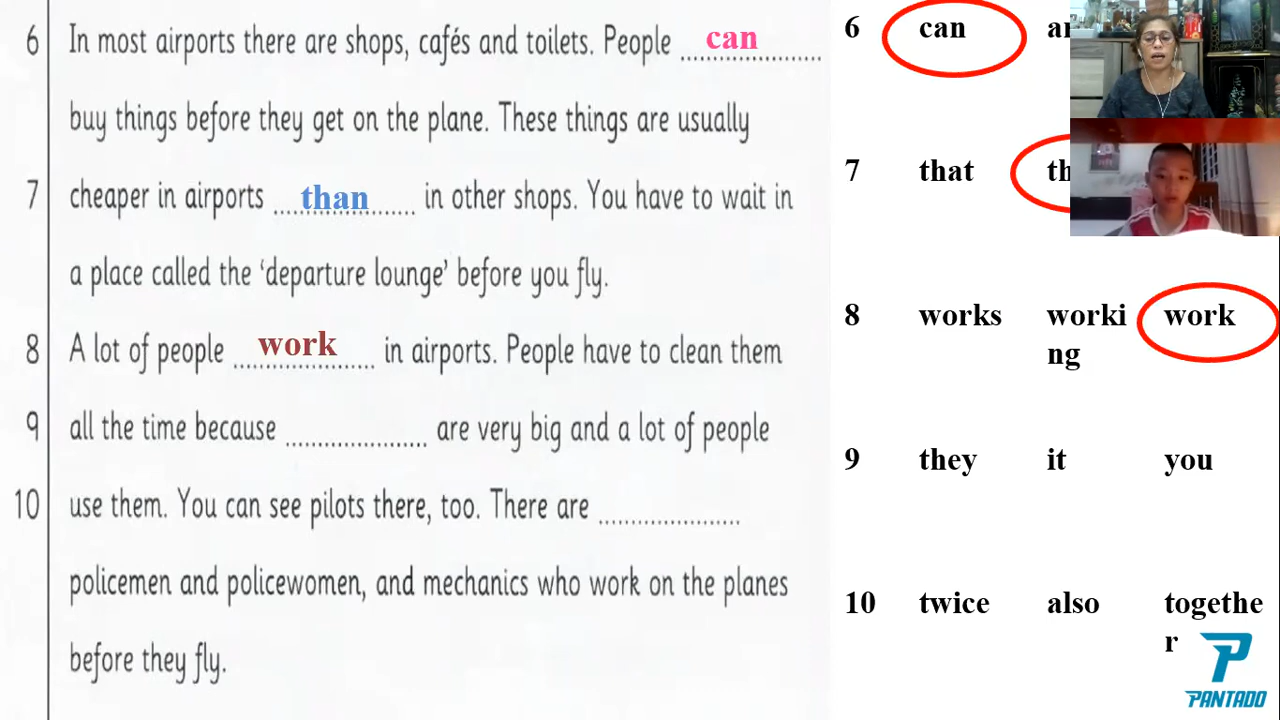 6 In most airports there are shops, cafés and toilets. People can
buy things before they get on the plane. These things are usually
7 cheaper in airports than in other shops. You have to wait in
a place called the ‘departure lounge’ before you fly.
8 A lot of people work in airports. People have to clean them
9 all the time because .................... are very big and a lot of people
10 use them. You can see pilots there, too. There are ....................
policemen and policewomen, and mechanics who work on the planes
before they fly.
6 can
7 that
8 works worki work
ng
9 they it you
10 twice also togethe
r
PANTADO